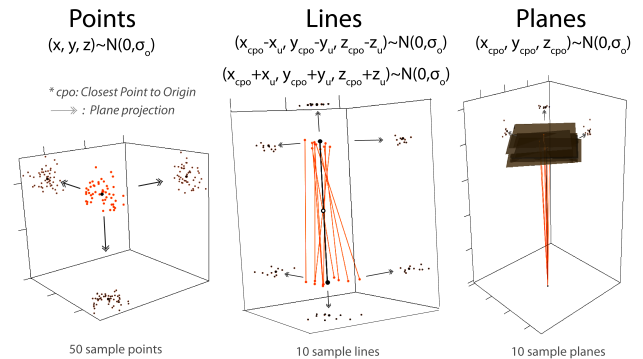 Points
(x, y, z)~N(0,σo)
* cpo: Closest Point to Origin
: Plane projection
50 sample points
Lines
(xcpo-xu, ycpo-yu, zcpo-zu)~N(0,σo)
(xcpo+xu, ycpo+yu, zcpo+zu)~N(0,σo)
10 sample lines
Planes
(xcpo, ycpo, zcpo)~N(0,σo)
10 sample planes